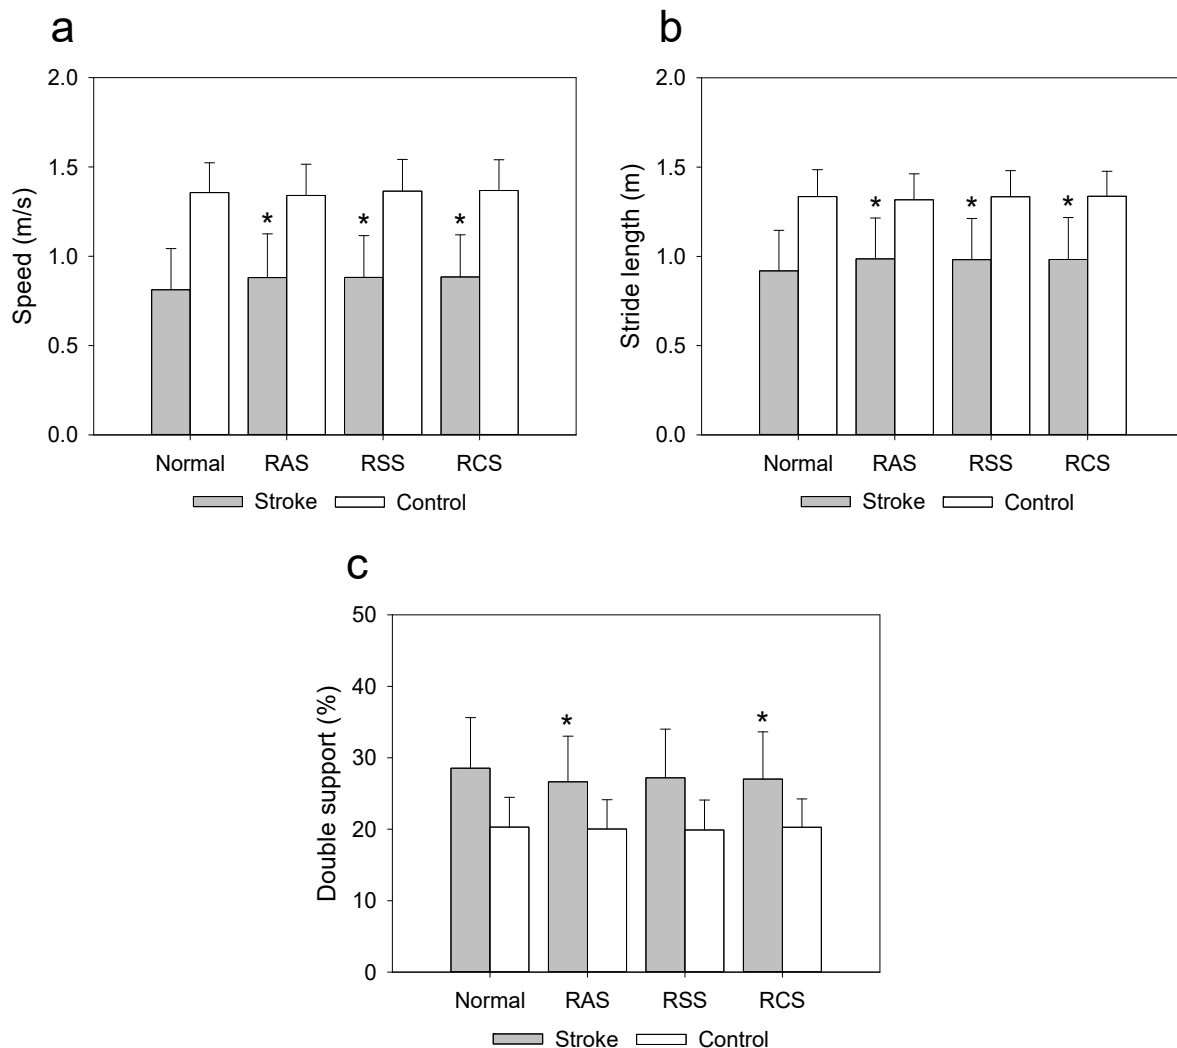 a
2.0
1.5
1.0
0.5
0.0
Speed (m/s)
* * *
Normal RAS RSS RCS
Stroke Control
b
2.0
1.5
1.0
0.5
0.0
Stride length (m)
* * *
Normal RAS RSS RCS
Stroke Control
c
50
40
30
20
10
0
Double support (%)
* *
Normal RAS RSS RCS
Stroke Control